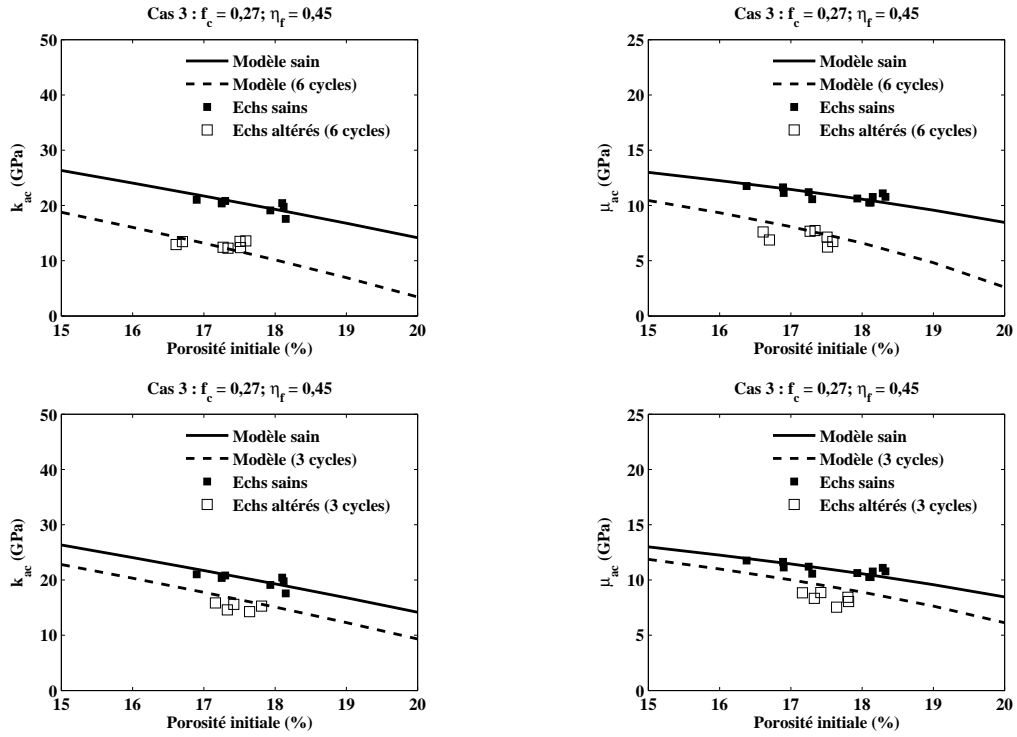 Cas 3 : f_c = 0,27; η_f = 0,45
50
40
30
20
10
0
k_ac (GPa)
Modèle sain
Modèle (6 cycles)
Echs sains
Echs altérés (6 cycles)
15 16 17 18 19 20
Porosité initiale (%)
Cas 3 : f_c = 0,27; η_f = 0,45
25
20
15
10
5
0
μ_ac (GPa)
Modèle sain
Modèle (6 cycles)
Echs sains
Echs altérés (6 cycles)
15 16 17 18 19 20
Porosité initiale (%)
Cas 3 : f_c = 0,27; η_f = 0,45
50
40
30
20
10
0
k_ac (GPa)
Modèle sain
Modèle (3 cycles)
Echs sains
Echs altérés (3 cycles)
15 16 17 18 19 20
Porosité initiale (%)
Cas 3 : f_c = 0,27; η_f = 0,45
25
20
15
10
5
0
μ_ac (GPa)
Modèle sain
Modèle (3 cycles)
Echs sains
Echs altérés (3 cycles)
15 16 17 18 19 20
Porosité initiale (%)